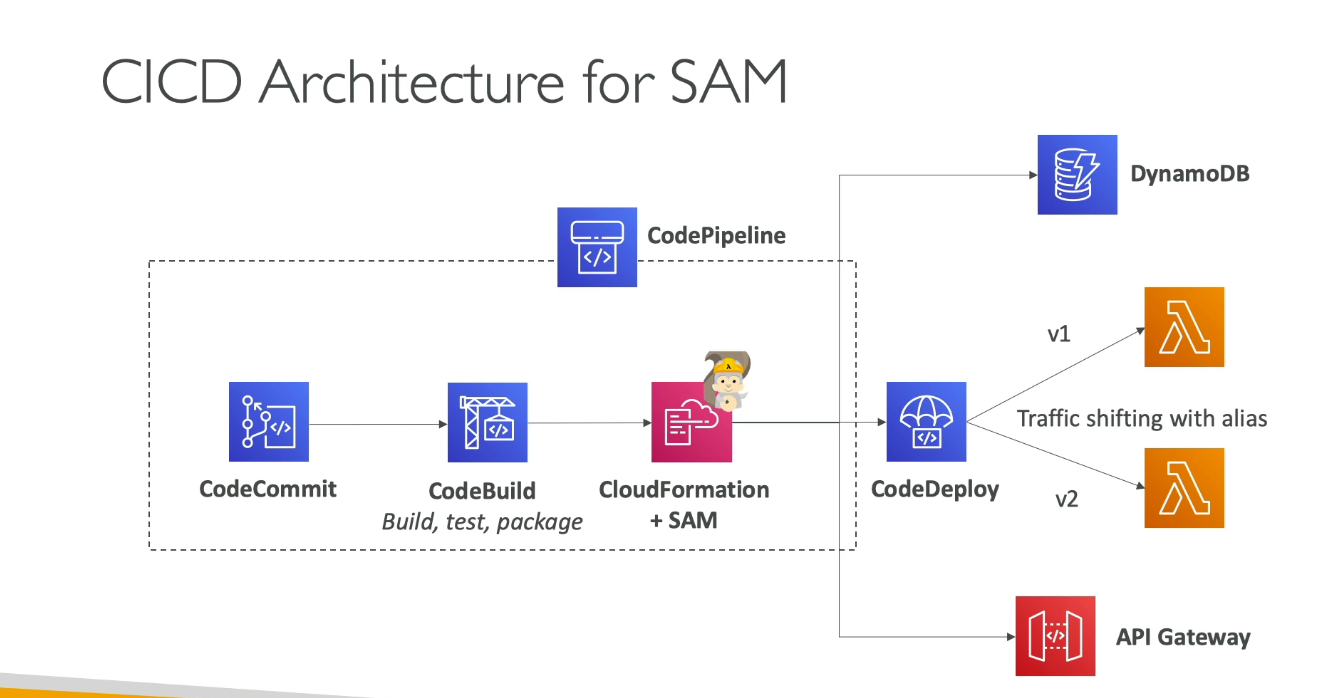 CICD Architecture for SAM
DynamoDB
CodePipeline
v1
Traffic shifting with alias
CodeCommit
CodeBuild
Build, test, package
CloudFormation
+ SAM
CodeDeploy
v2
API Gateway